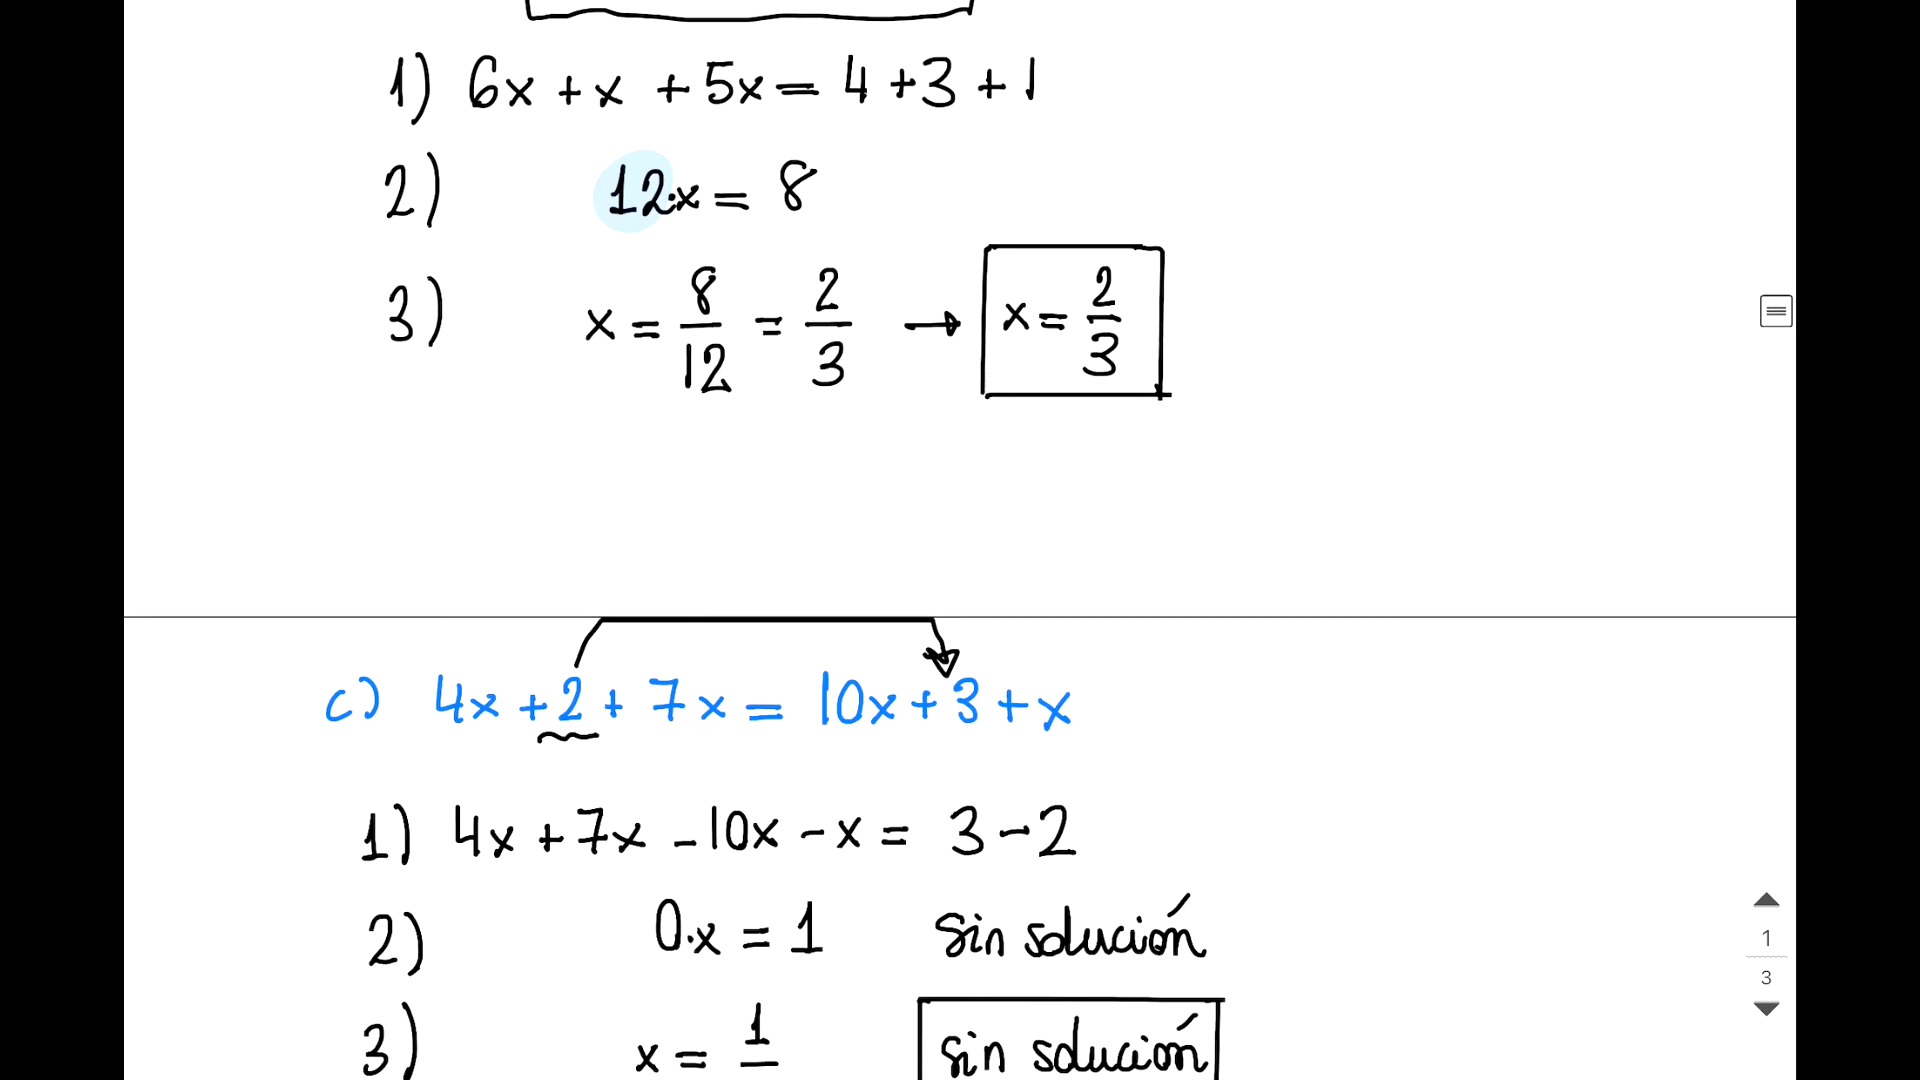 1) 6x + x + 5x = 4 + 3 + 1
2) 12·x = 8
3) x = 8/12 = 2/3 → x = 2/3
c) 4x + 2 + 7x = 10x + 3 + x
1) 4x + 7x - 10x - x = 3 - 2
2) 0·x = 1 sin solución
3) x = 1/ sin solución
1
3